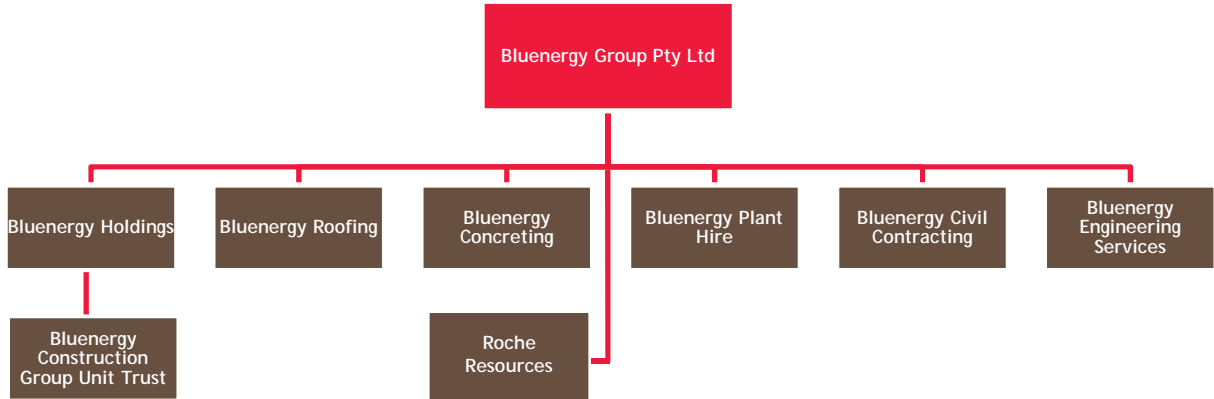 Bluenergy Group Pty Ltd
Bluenergy Holdings
Bluenergy Roofing
Bluenergy
Concreting
Bluenergy Plant
Hire
Bluenergy Civil
Contracting
Bluenergy
Engineering
Services
Bluenergy
Construction
Group Unit Trust
Roche
Resources